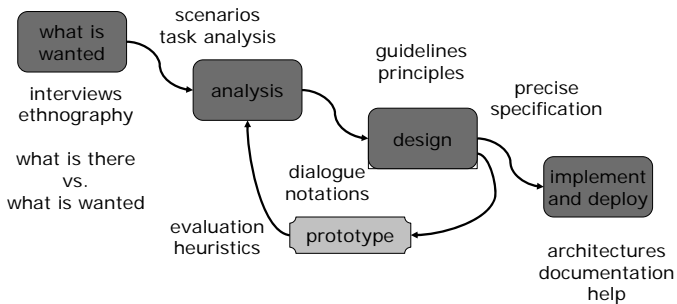 what is
wanted
scenarios
task analysis
guidelines
principles
interviews
ethnography
analysis
precise
specification
what is there
vs.
what is wanted
design
dialogue
notations
implement
and deploy
evaluation
heuristics
prototype
architectures
documentation
help